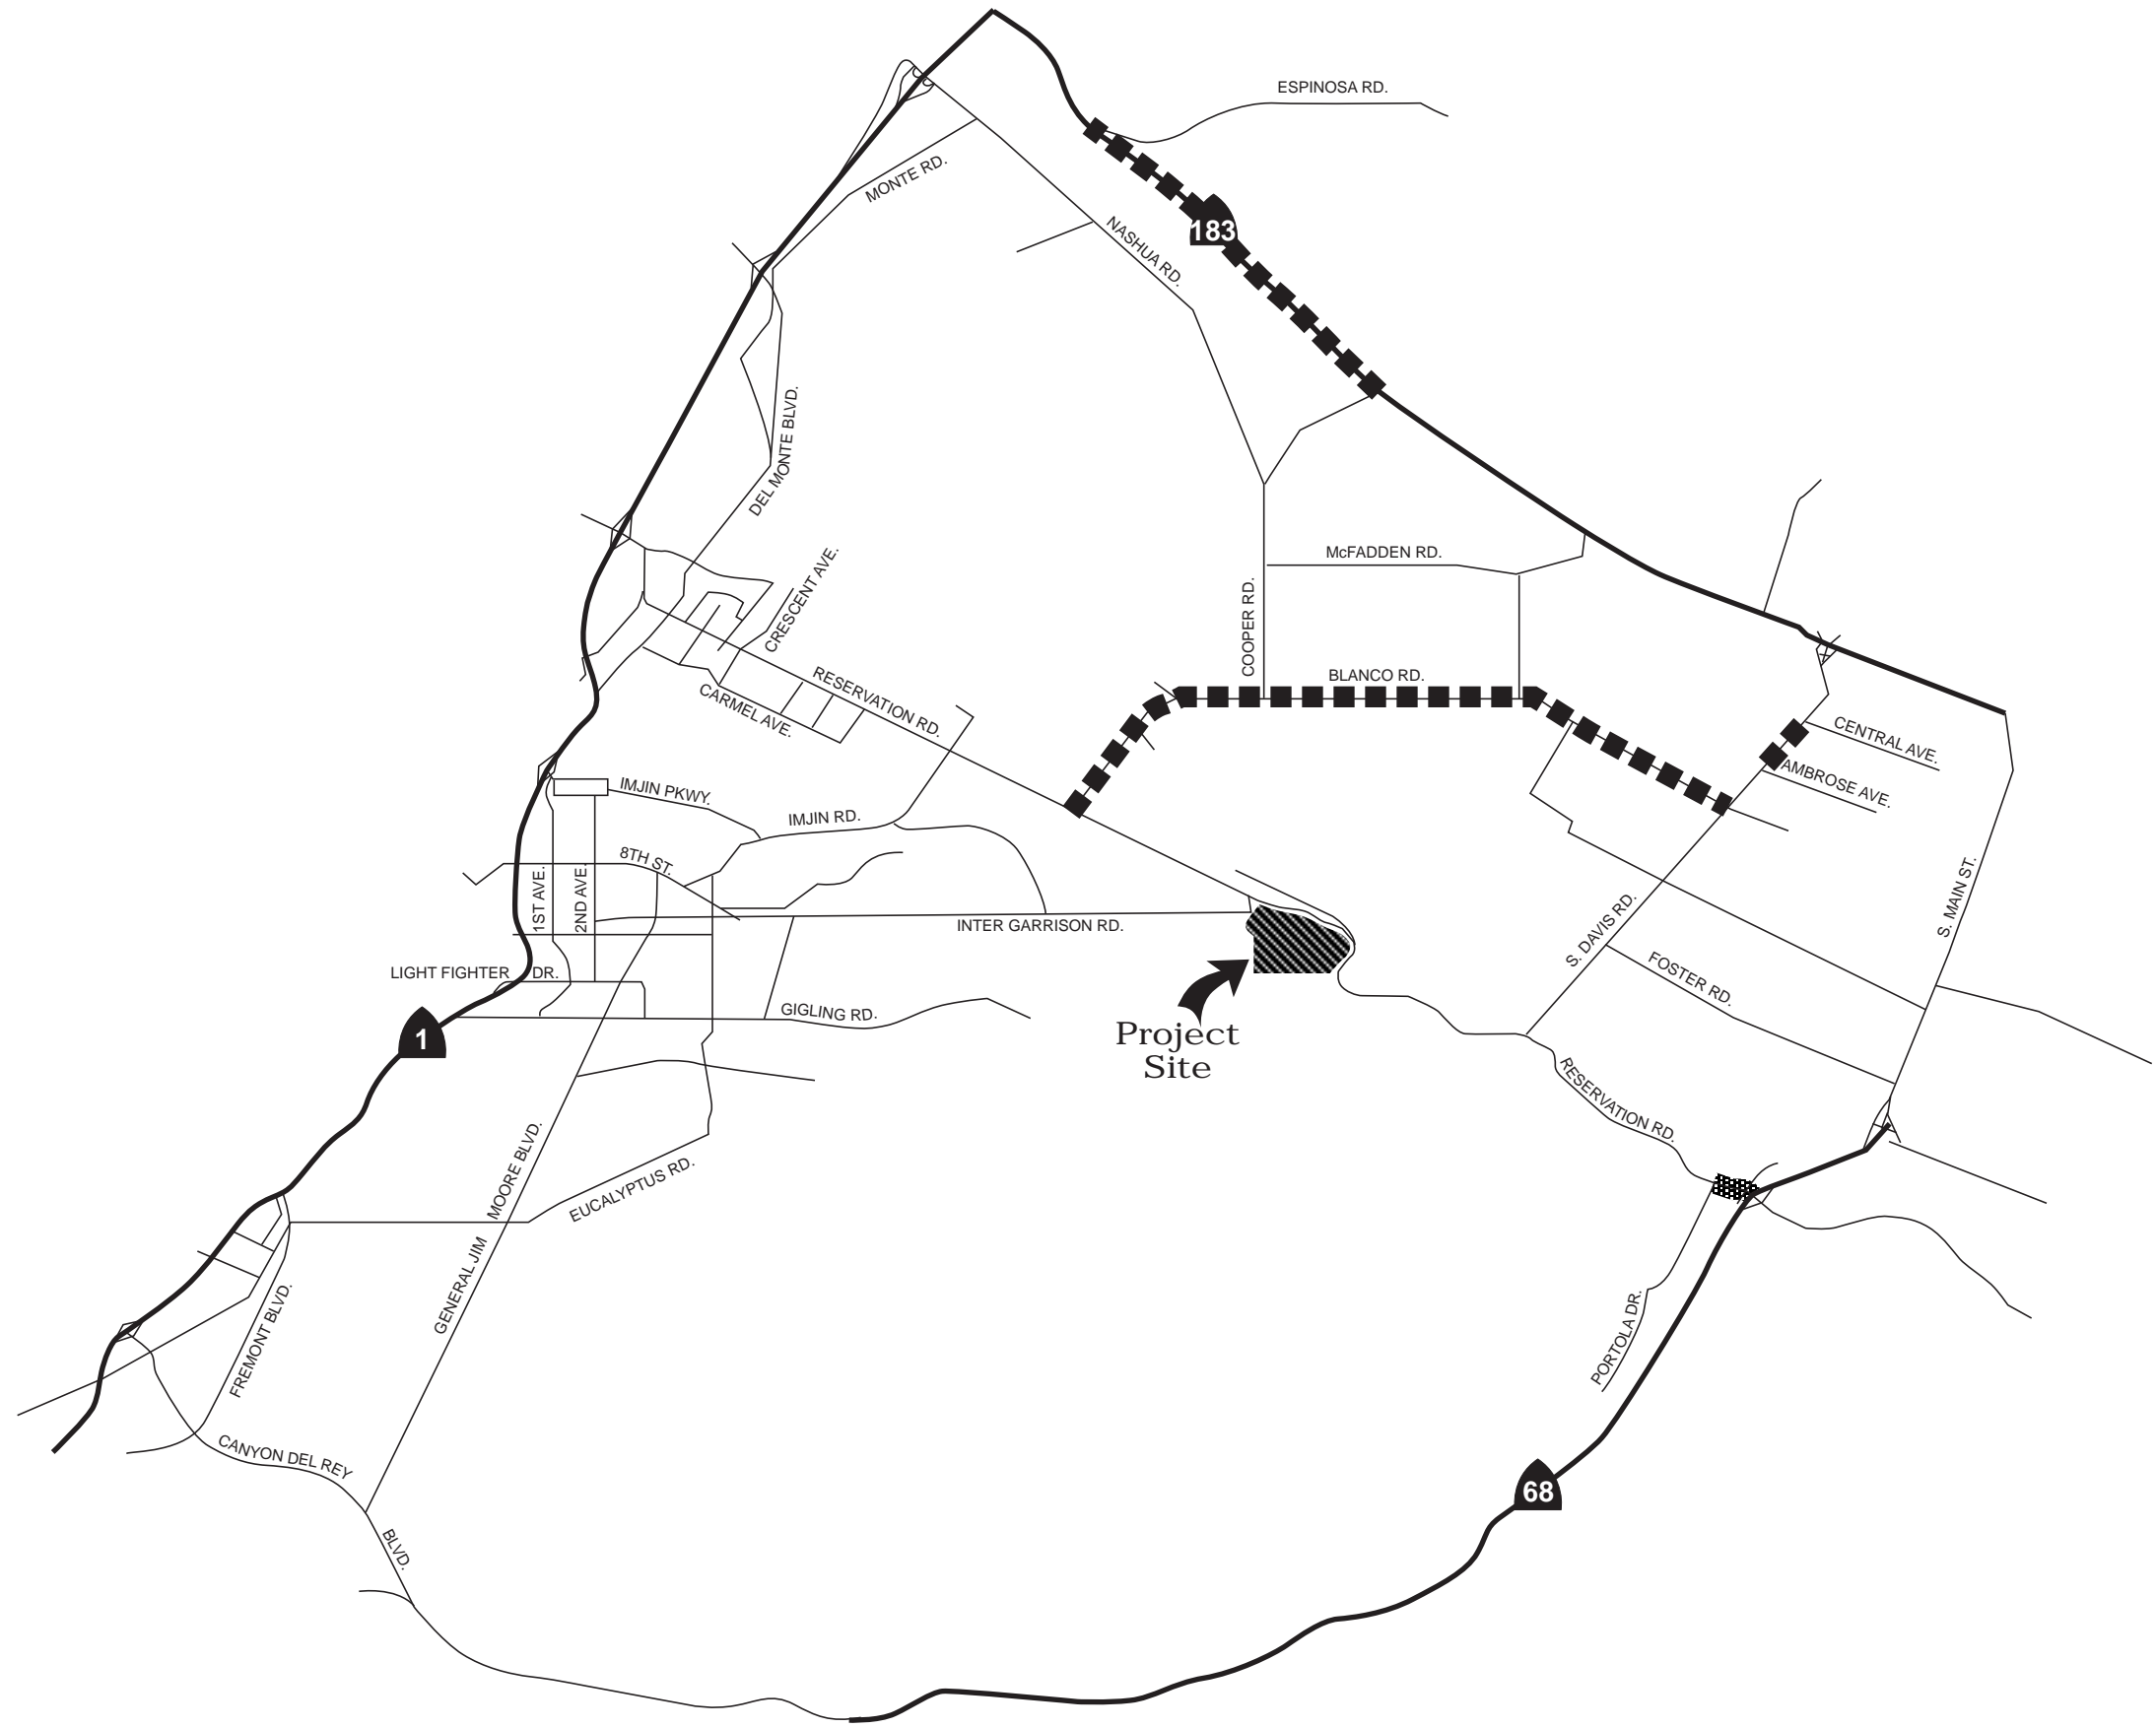 ESPINOSA RD.
MONTE RD.
183
NASHUA RD.
DEL MONTE BLVD.
CRESCENT AVE.
McFADDEN RD.
COOPER RD.
BLANCO RD.
RESERVATION RD.
CARMEL AVE.
CENTRAL AVE.
AMBROSE AVE.
IMJIN PKWY.
IMJIN RD.
8TH ST.
1ST AVE.
2ND AVE.
INTER GARRISON RD.
S. MAIN ST.
S. DAVIS RD.
FOSTER RD.
LIGHT FIGHTER DR.
GIGLING RD.
1
Project
Site
RESERVATION RD.
GENERAL JIM MOORE BLVD.
EUCALYPTUS RD.
FREMONT BLVD.
PORTOLA DR.
CANYON DEL REY BLVD.
68